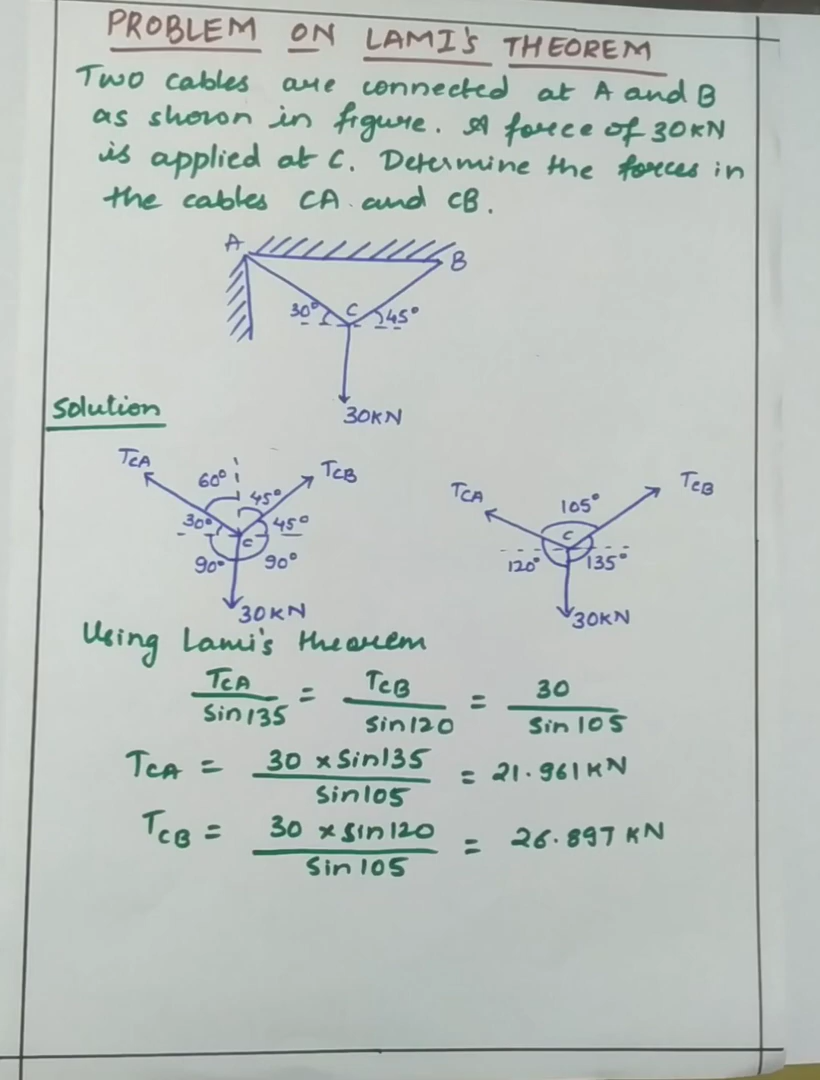 PROBLEM ON LAMI's THEOREM
Two cables are connected at A and B
as shown in figure. A force of 30KN
is applied at C. Determine the forces in
the cables CA and CB.
A
B
30° C 45°
30KN
Solution
TCA 60° 45° TCB
30° 45°
C
90° 90°
30KN
TCA 105° TCB
C
120° 135°
30KN
Using Lami's theorem
TCA / Sin135 = TCB / Sin120 = 30 / Sin 105
TCA = 30 × Sin135 / Sin105 = 21.961 KN
TCB = 30 × Sin120 / Sin 105 = 26.897 KN